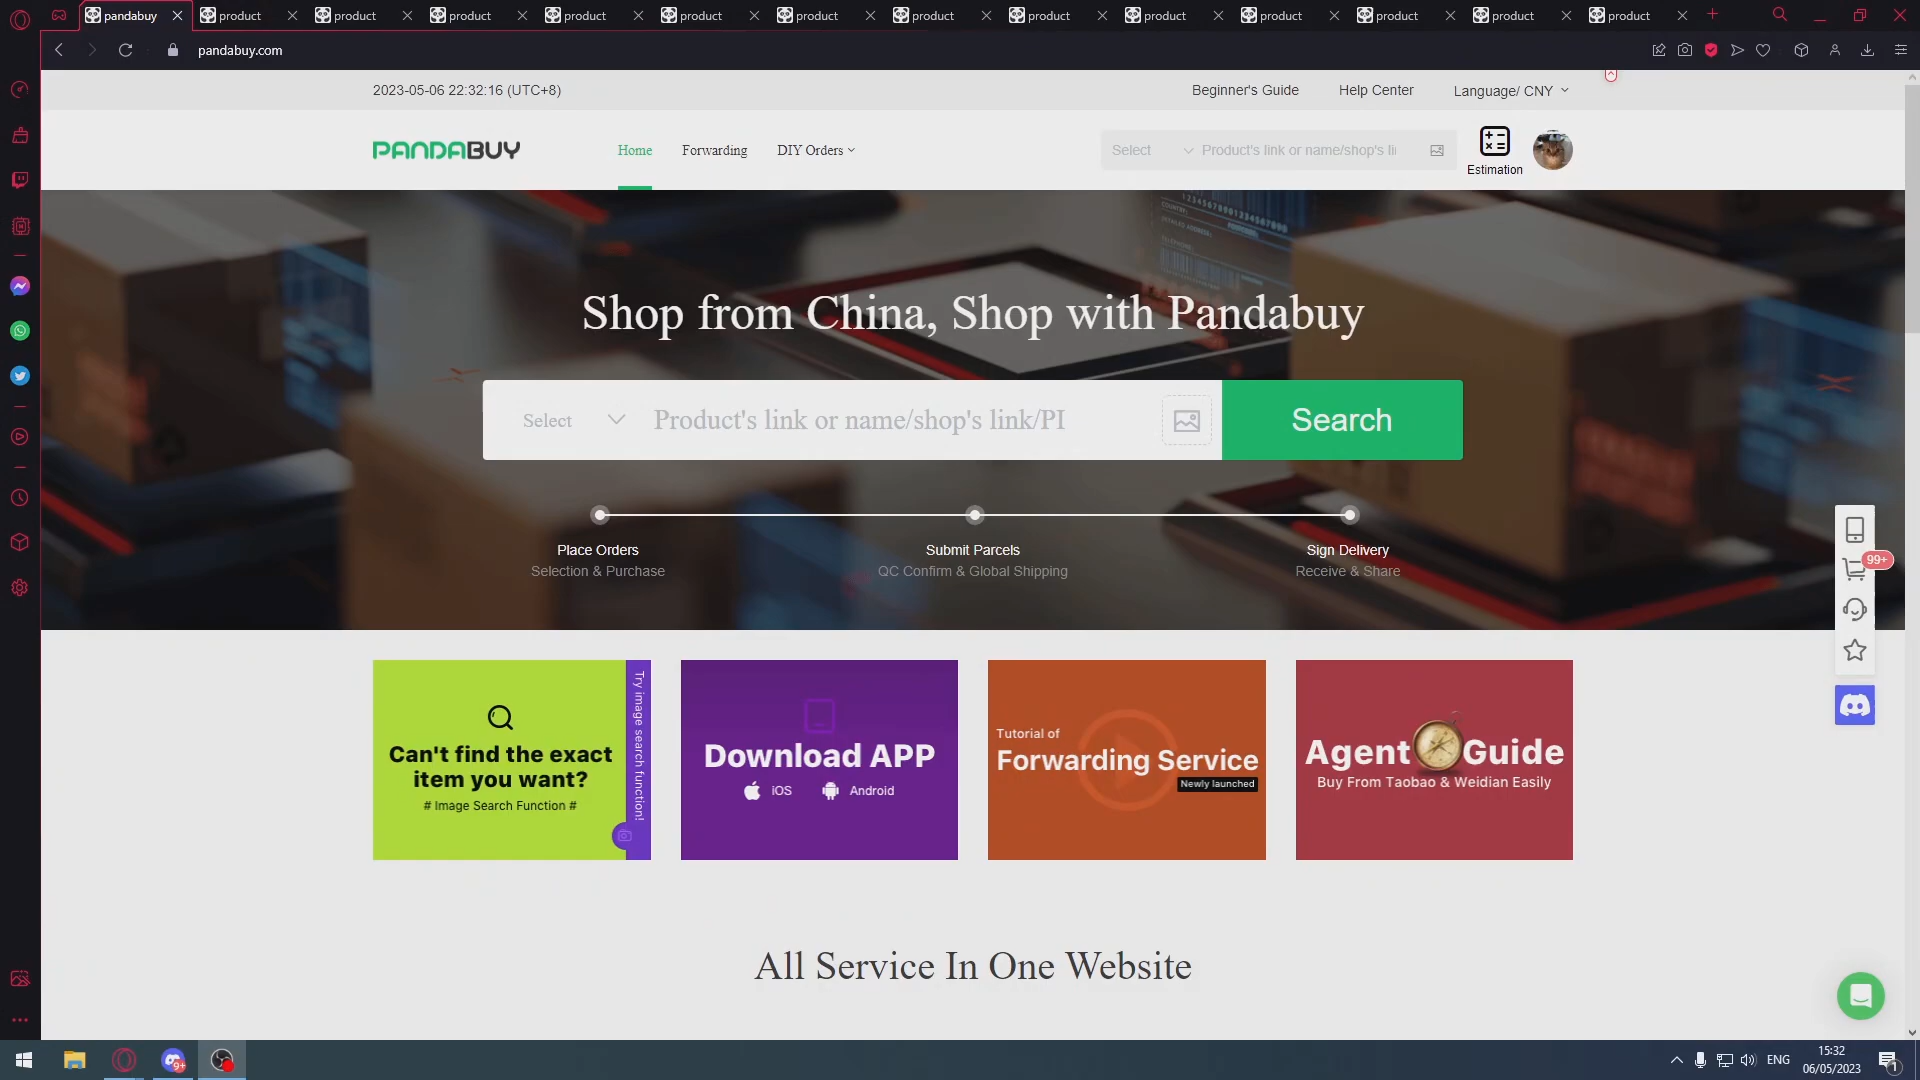 pandabuy
product
product
product
product
product
product
product
product
product
product
product
product
product
pandabuy.com
2023-05-06 22:32:16 (UTC+8)
Beginner's Guide
Help Center
Language/ CNY
PANDABUY
Home
Forwarding
DIY Orders
Select
Product's link or name/shop's li
Estimation
Shop from China, Shop with Pandabuy
Select
Product's link or name/shop's link/PI
Search
Place Orders
Selection & Purchase
Submit Parcels
QC Confirm & Global Shipping
Sign Delivery
Receive & Share
99+
Can't find the exact
item you want?
# Image Search Function #
Try image search function!
Download APP
iOS
Android
Tutorial of
Forwarding Service
Newly launched
Agent Guide
Buy From Taobao & Weidian Easily
All Service In One Website
9+
ENG
15:32
06/05/2023
1